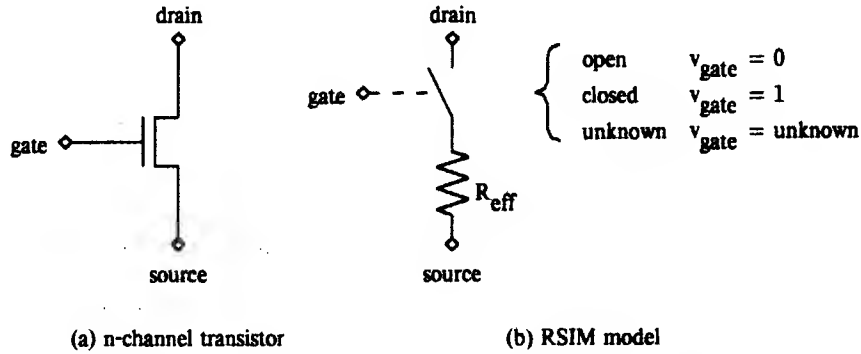 drain
gate
source
(a) n-channel transistor
drain
gate
R_eff
source
open v_gate = 0
closed v_gate = 1
unknown v_gate = unknown
(b) RSIM model